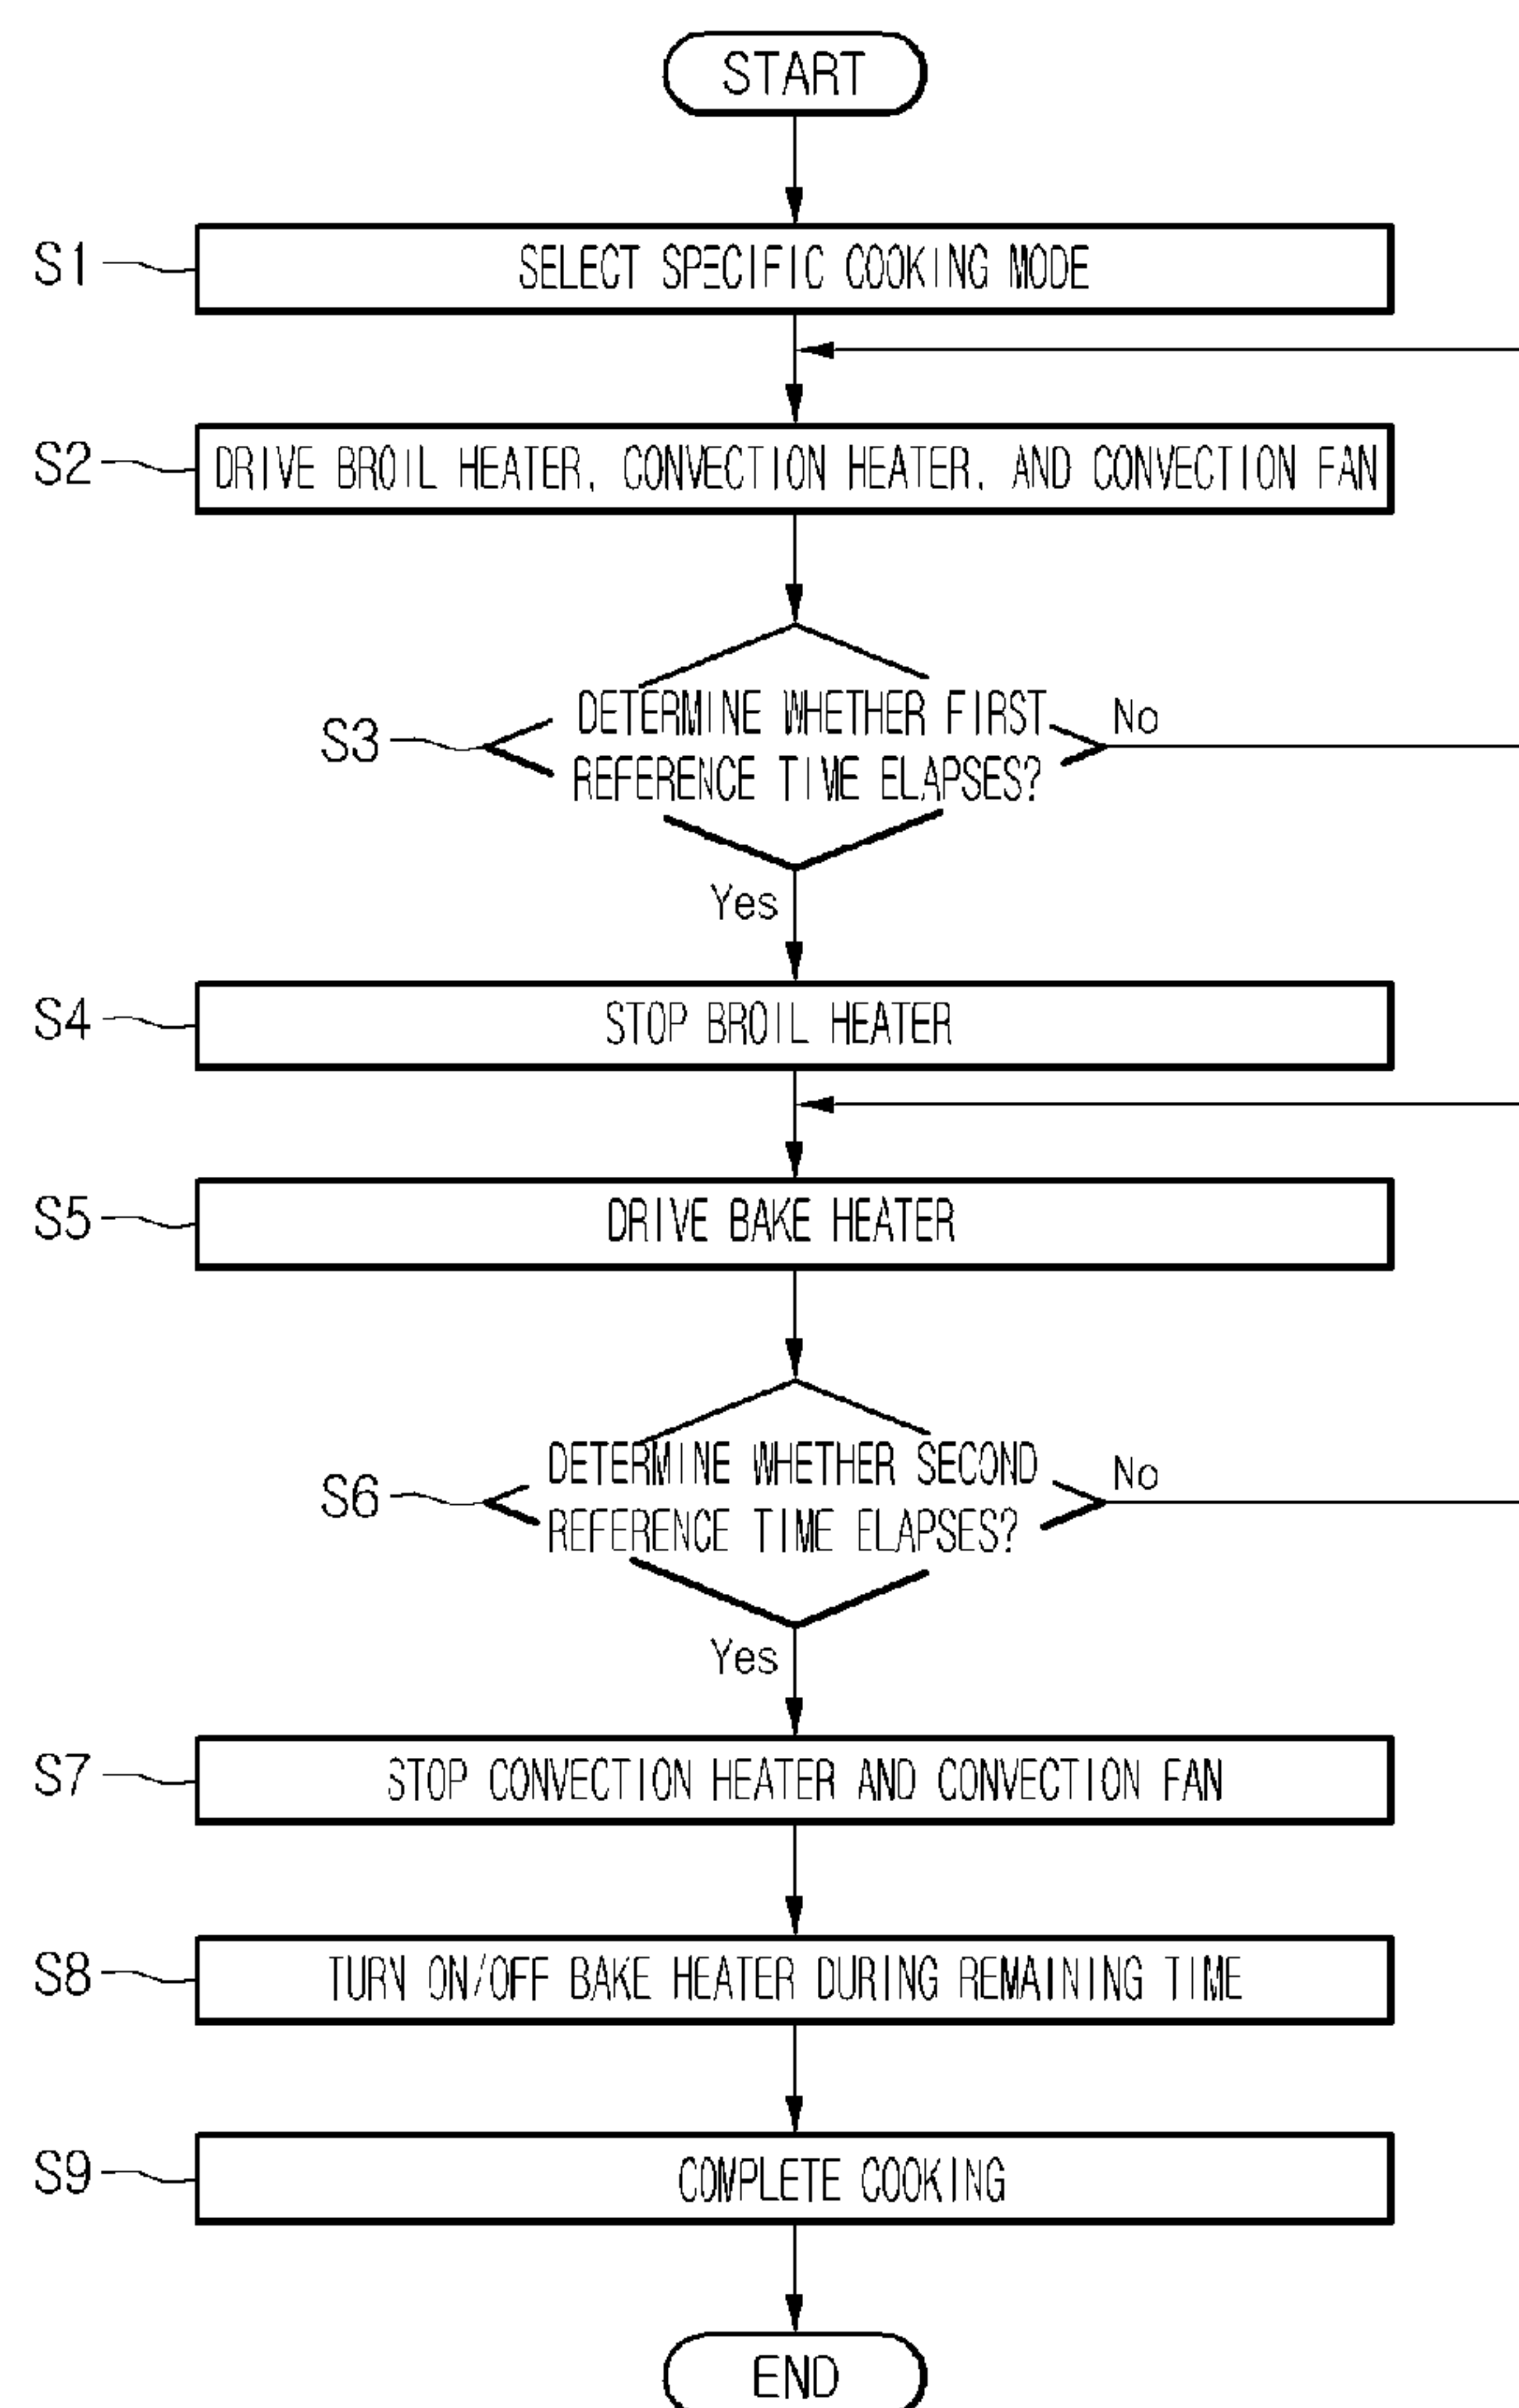 START
S1
SELECT SPECIFIC COOKING MODE
S2
DRIVE BROIL HEATER, CONVECTION HEATER, AND CONVECTION FAN
S3
DETERMINE WHETHER FIRST
REFERENCE TIME ELAPSES?
No
Yes
S4
STOP BROIL HEATER
S5
DRIVE BAKE HEATER
S6
DETERMINE WHETHER SECOND
REFERENCE TIME ELAPSES?
No
Yes
S7
STOP CONVECTION HEATER AND CONVECTION FAN
S8
TURN ON/OFF BAKE HEATER DURING REMAINING TIME
S9
COMPLETE COOKING
END